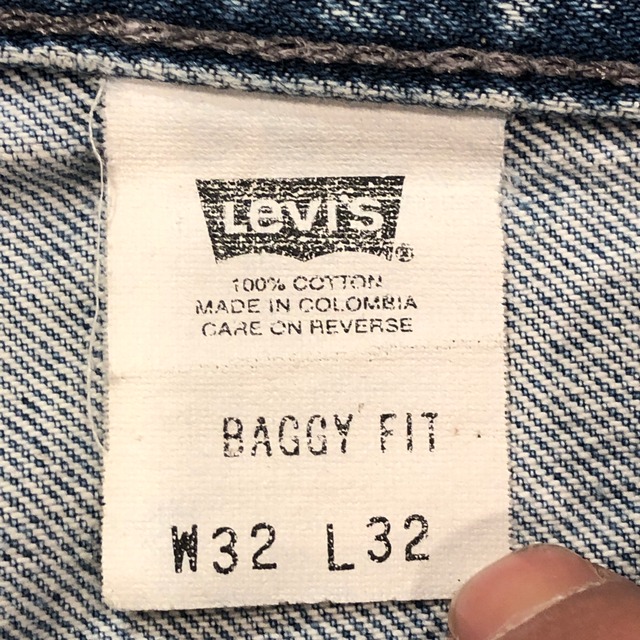 Levi's®
100% COTTON
MADE IN COLOMBIA
CARE ON REVERSE
BAGGY FIT
W32 L32